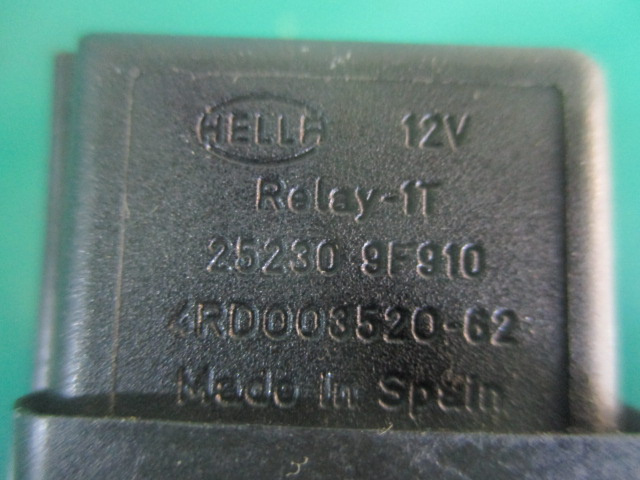 HELLA 12V
Relay-1T
25230 9F910
4RD003520-62
Made in Spain